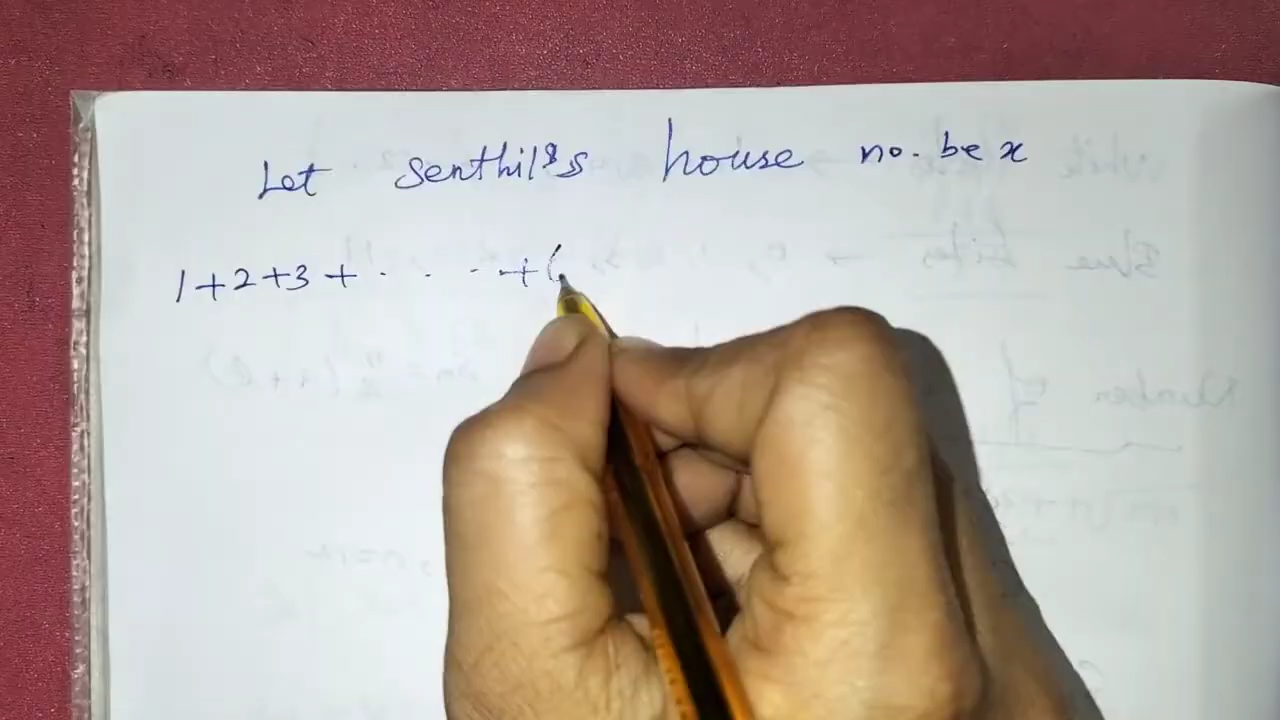 Let Senthil's house no. be x
1+2+3+ . . . . +(